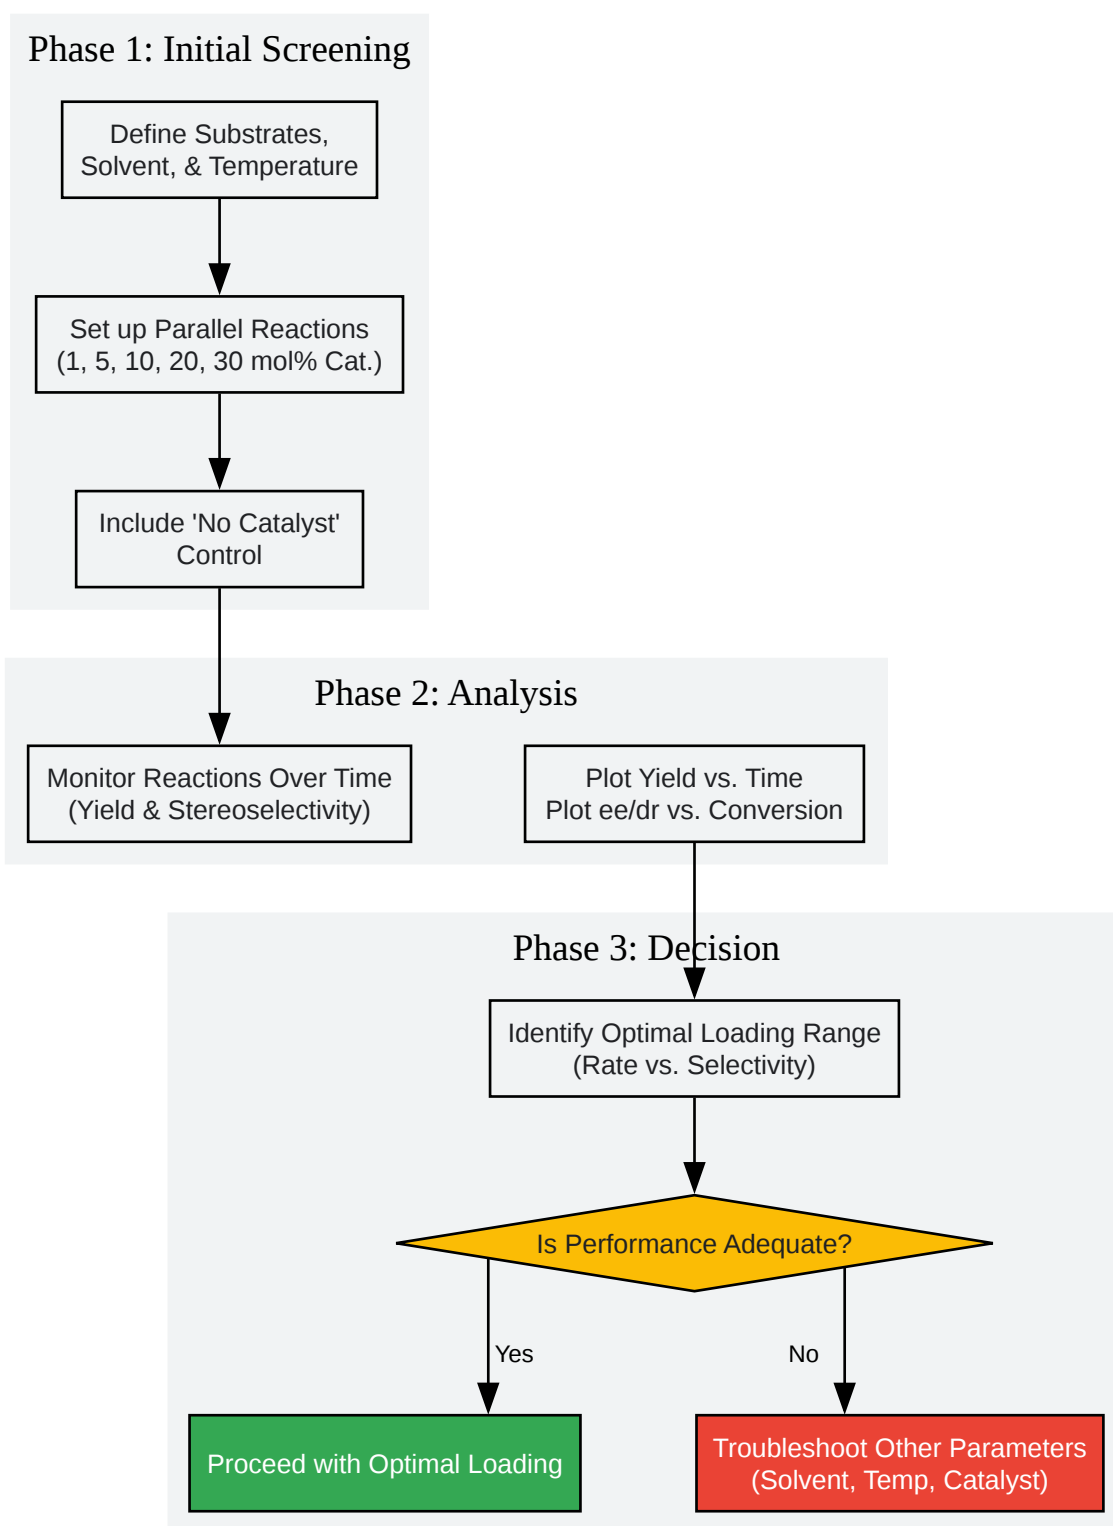 Phase 1: Initial Screening
Define Substrates,
Solvent, & Temperature
Set up Parallel Reactions
(1, 5, 10, 20, 30 mol% Cat.)
Include 'No Catalyst'
Control
Phase 2: Analysis
Monitor Reactions Over Time
(Yield & Stereoselectivity)
Plot Yield vs. Time
Plot ee/dr vs. Conversion
Phase 3: Decision
Identify Optimal Loading Range
(Rate vs. Selectivity)
Is Performance Adequate?
Yes
No
Proceed with Optimal Loading
Troubleshoot Other Parameters
(Solvent, Temp, Catalyst)